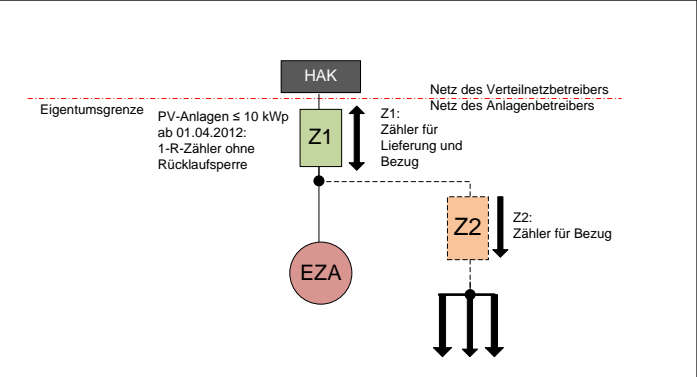 HAK
Netz des Verteilnetzbetreibers
Eigentumsgrenze
Netz des Anlagenbetreibers
PV-Anlagen ≤ 10 kWp
ab 01.04.2012:
1-R-Zähler ohne
Rücklaufsperre
Z1
Z1:
Zähler für
Lieferung und
Bezug
Z2
Z2:
Zähler für Bezug
EZA